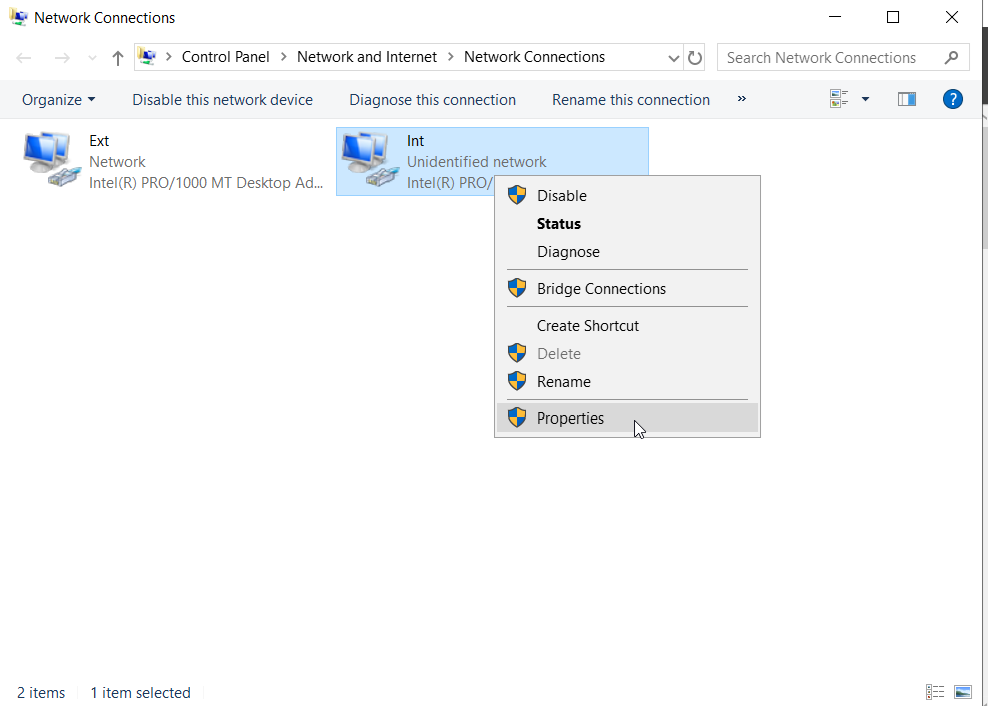 Network Connections
Control Panel > Network and Internet > Network Connections
Search Network Connections
Organize
Disable this network device
Diagnose this connection
Rename this connection
»
?
Ext
Network
Intel(R) PRO/1000 MT Desktop Ad...
Int
Unidentified network
Intel(R) PRO/
Disable
Status
Diagnose
Bridge Connections
Create Shortcut
Delete
Rename
Properties
2 items
1 item selected